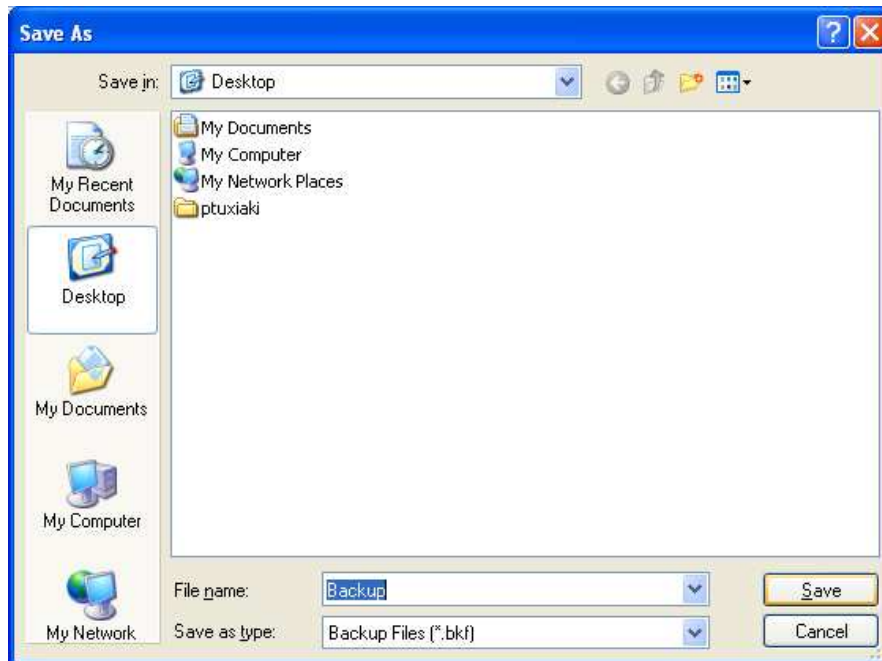 Save As
Save in:
Desktop
My Recent
Documents
Desktop
My Documents
My Computer
My Network
My Documents
My Computer
My Network Places
ptuxiaki
File name:
Backup
Save
Save as type:
Backup Files (*.bkf)
Cancel